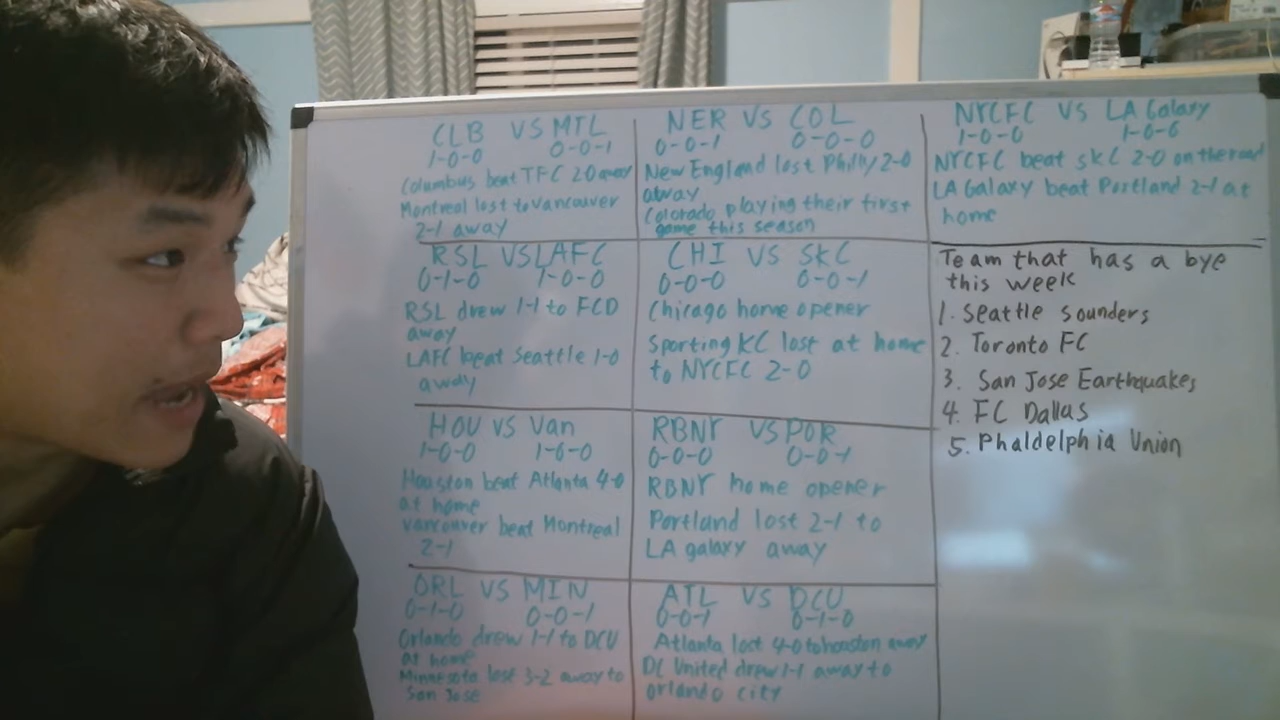 CLB VS MTL
1-0-0 0-0-1
Columbus beat TFC 2-0 away
Montreal lost to Vancouver
2-1 away
NER VS COL
0-0-1 0-0-0
New England lost Philly 2-0
away
Colorado playing their first
game this season
NYCFC VS LA Galaxy
1-0-0 1-0-0
NYCFC beat SKC 2-0 on the road
LA Galaxy beat Portland 2-1 at
home
RSL VS LAFC
0-1-0 1-0-0
RSL drew 1-1 to FCD
away
LAFC beat Seattle 1-0
away
CHI VS SKC
0-0-0 0-0-1
Chicago home opener
Sporting KC lost at home
to NYCFC 2-0
Team that has a bye
this week
1. Seattle Sounders
2. Toronto FC
3. San Jose Earthquakes
4. FC Dallas
5. Phaldelphia Union
HOU VS Van
1-0-0 1-0-0
Houston beat Atlanta 4-0
at home
Vancouver beat Montreal
2-1
RBNY VS POR
0-0-0 0-0-1
RBNY home opener
Portland lost 2-1 to
LA galaxy away
ORL VS MIN
0-1-0 0-0-1
Orlando drew 1-1 to DCU
at home
Minnesota lost 3-2 away to
San Jose
ATL VS DCU
0-0-1 0-1-0
Atlanta lost 4-0 to houston away
DC United drew 1-1 away to
Orlando city